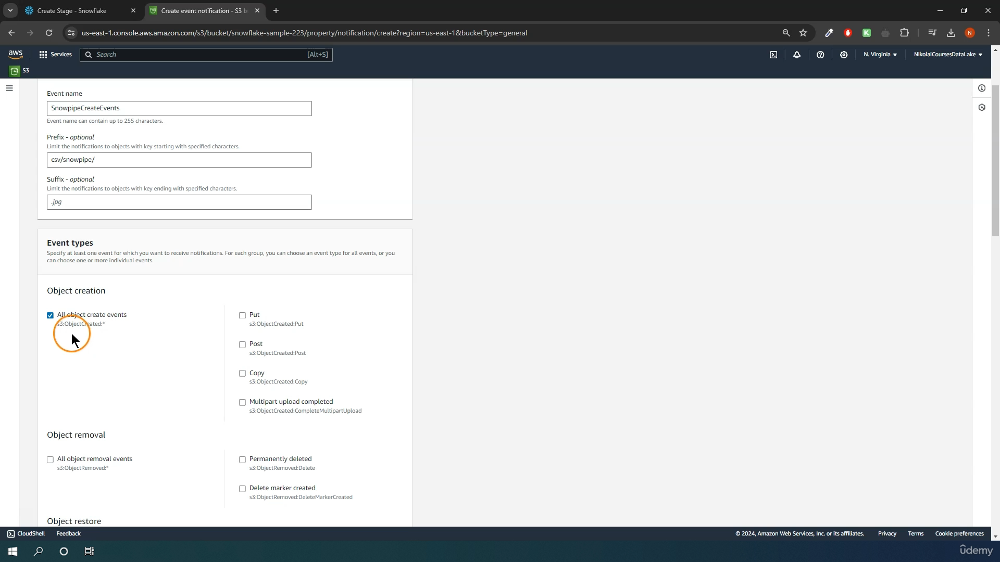 Create Stage - Snowflake
Create event notification - S3 b
us-east-1.console.aws.amazon.com/s3/bucket/snowflake-sample-223/property/notification/create?region=us-east-1&bucketType=general
N
aws
Services
Search
[Alt+S]
N. Virginia
NikolaiCoursesDataLake
S3
Event name
SnowpipeCreateEvents
Event name can contain up to 255 characters.
Prefix - optional
Limit the notifications to objects with key starting with specified characters.
csv/snowpipe/
Suffix - optional
Limit the notifications to objects with key ending with specified characters.
.jpg
Event types
Specify at least one event for which you want to receive notifications. For each group, you can choose an event type for all events, or you
can choose one or more individual events.
Object creation
All object create events
s3:ObjectCreated:*
Put
s3:ObjectCreated:Put
Post
s3:ObjectCreated:Post
Copy
s3:ObjectCreated:Copy
Multipart upload completed
s3:ObjectCreated:CompleteMultipartUpload
Object removal
All object removal events
s3:ObjectRemoved:*
Permanently deleted
s3:ObjectRemoved:Delete
Delete marker created
s3:ObjectRemoved:DeleteMarkerCreated
Object restore
CloudShell
Feedback
© 2024, Amazon Web Services, Inc. or its affiliates.
Privacy
Terms
Cookie preferences
ûdemy